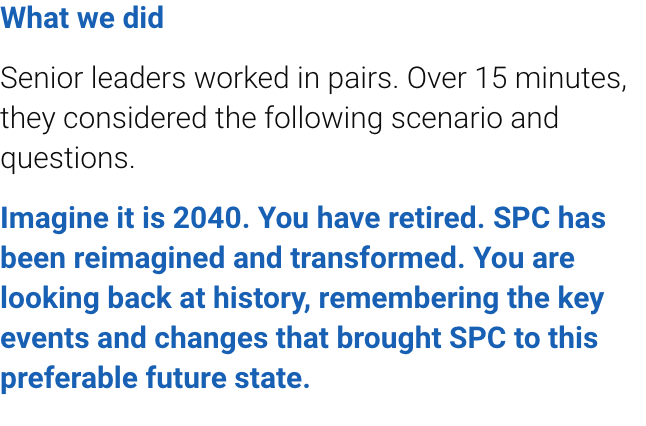 What we did
Senior leaders worked in pairs. Over 15 minutes,
they considered the following scenario and
questions.
Imagine it is 2040. You have retired. SPC has
been reimagined and transformed. You are
looking back at history, remembering the key
events and changes that brought SPC to this
preferable future state.